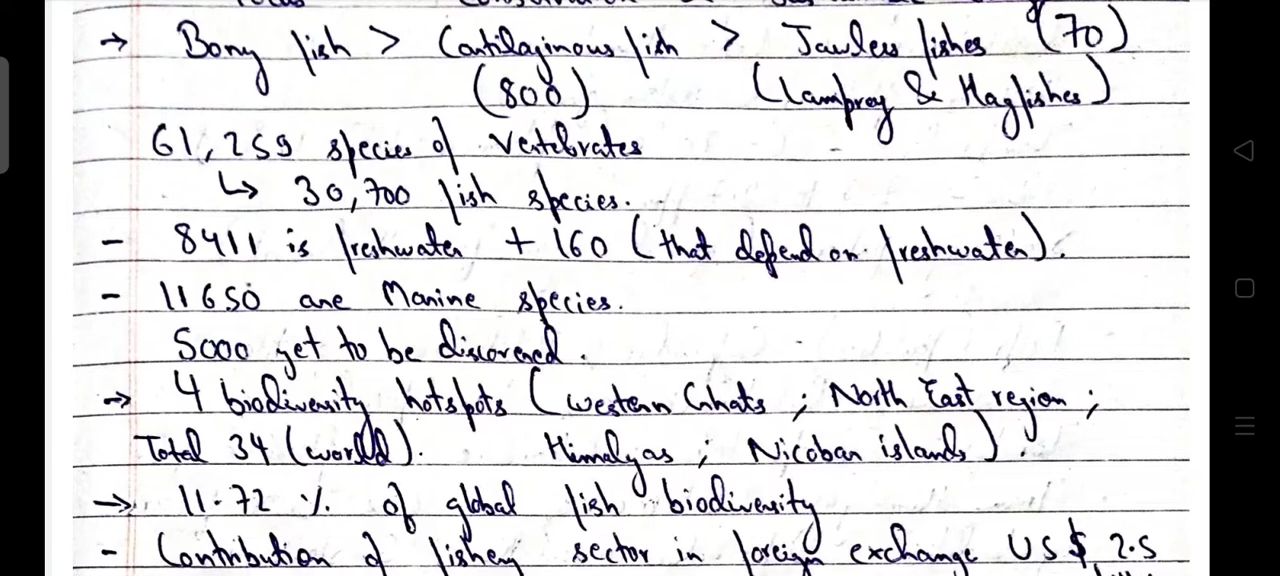 → Bony fish > Cartilaginous fish > Jawless fishes (70)
(800) (Lamprey & Hagfishes)
61,259 species of vertebrates
↳ 30,700 fish species.
- 8411 is freshwater + 160 (that depend on freshwater).
- 11650 are Marine species.
5000 yet to be discovered.
→ 4 biodiversity hotspots (Western Ghats ; North East region ;
Total 34 (world). Himalyas ; Nicobar islands).
→ 11.72 % of global fish biodiversity
- Contribution of fishery sector in foreign exchange US $ 2.5